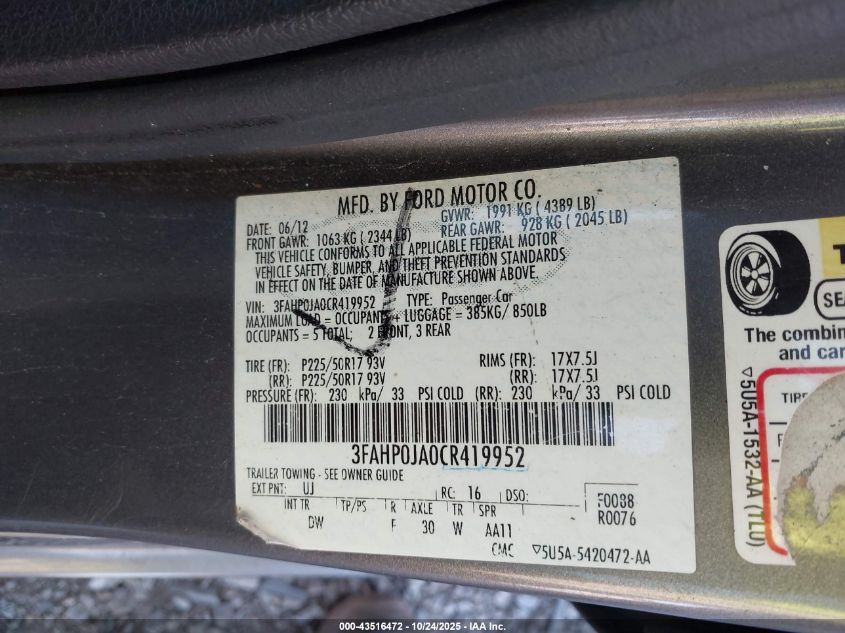 MFD. BY FORD MOTOR CO.
DATE: 06/12 GVWR: 1991 KG ( 4389 LB)
FRONT GAWR: 1063 KG ( 2344 LB) REAR GAWR: 928 KG ( 2045 LB)
THIS VEHICLE CONFORMS TO ALL APPLICABLE FEDERAL MOTOR
VEHICLE SAFETY, BUMPER, AND THEFT PREVENTION STANDARDS
IN EFFECT ON THE DATE OF MANUFACTURE SHOWN ABOVE.
VIN: 3FAHP0JA0CR419952 TYPE: Passenger Car
MAXIMUM LOAD = OCCUPANTS + LUGGAGE = 385KG/ 850LB
OCCUPANTS = 5 TOTAL: 2 FRONT, 3 REAR
TIRE (FR): P225/50R17 93V RIMS (FR): 17X7.5J
(RR): P225/50R17 93V (RR): 17X7.5J
PRESSURE (FR): 230 kPa/ 33 PSI COLD (RR): 230 kPa/ 33 PSI COLD
3FAHP0JA0CR419952
TRAILER TOWING - SEE OWNER GUIDE
EXT PNT: UJ RC: 16 DSO: F0088
INT TR TP/PS R AXLE TR SPR R0076
DW F 30 W AA11
CMC ▽5U5A-5420472-AA
T
SEA
The combin
and car
TIRE
▽5U5A-1532-AA (TLU)
000-43516472 - 10/24/2025 - IAA Inc.